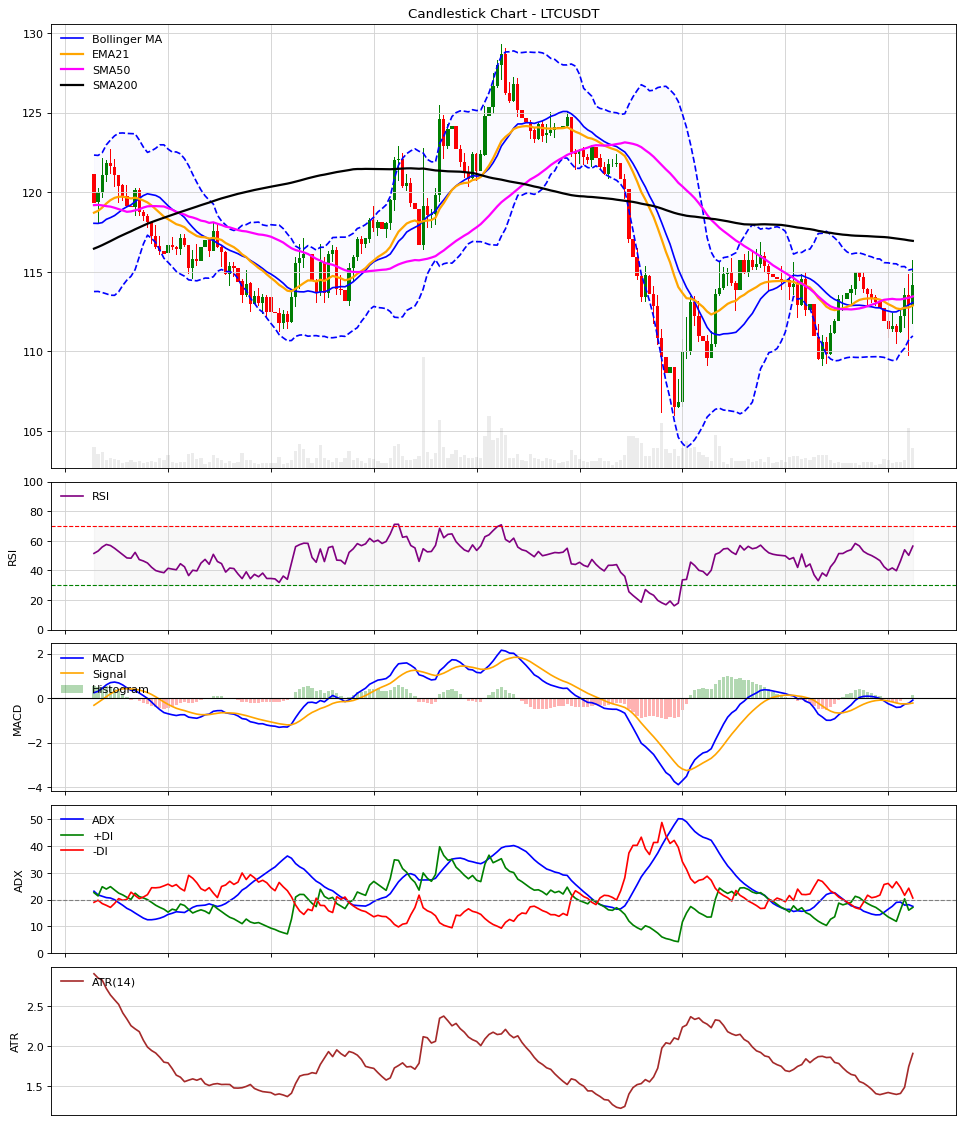 Candlestick Chart - LTCUSDT
Bollinger MA
EMA21
SMA50
SMA200
130
125
120
115
110
105
RSI
100
80
60
40
20
0
RSI
MACD
Signal
Histogram
2
0
−2
−4
MACD
ADX
+DI
-DI
50
40
30
20
10
0
ADX
ATR(14)
2.5
2.0
1.5
ATR